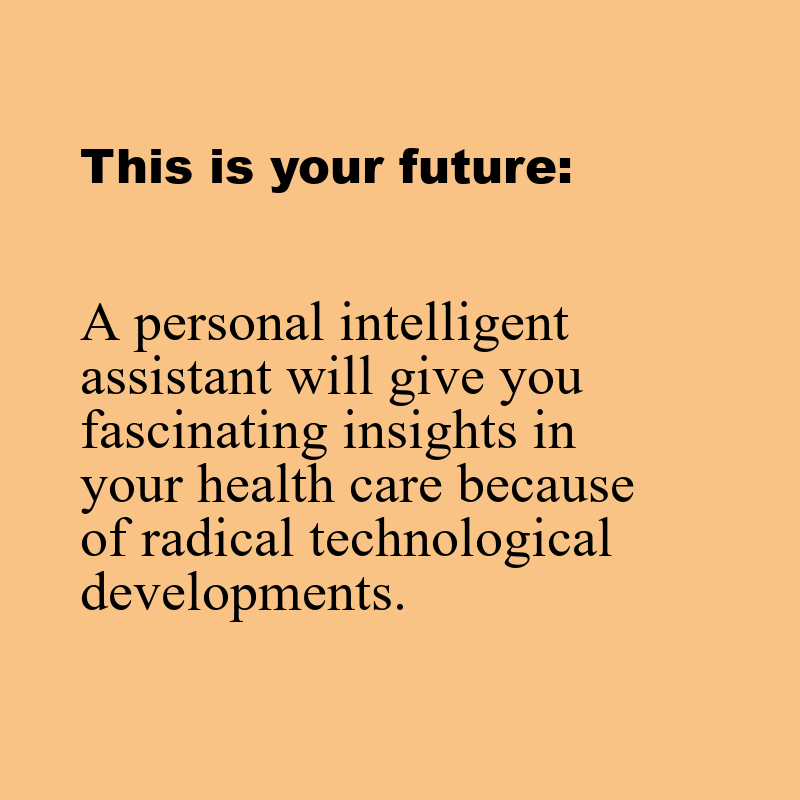 This is your future:
A personal intelligent
assistant will give you
fascinating insights in
your health care because
of radical technological
developments.